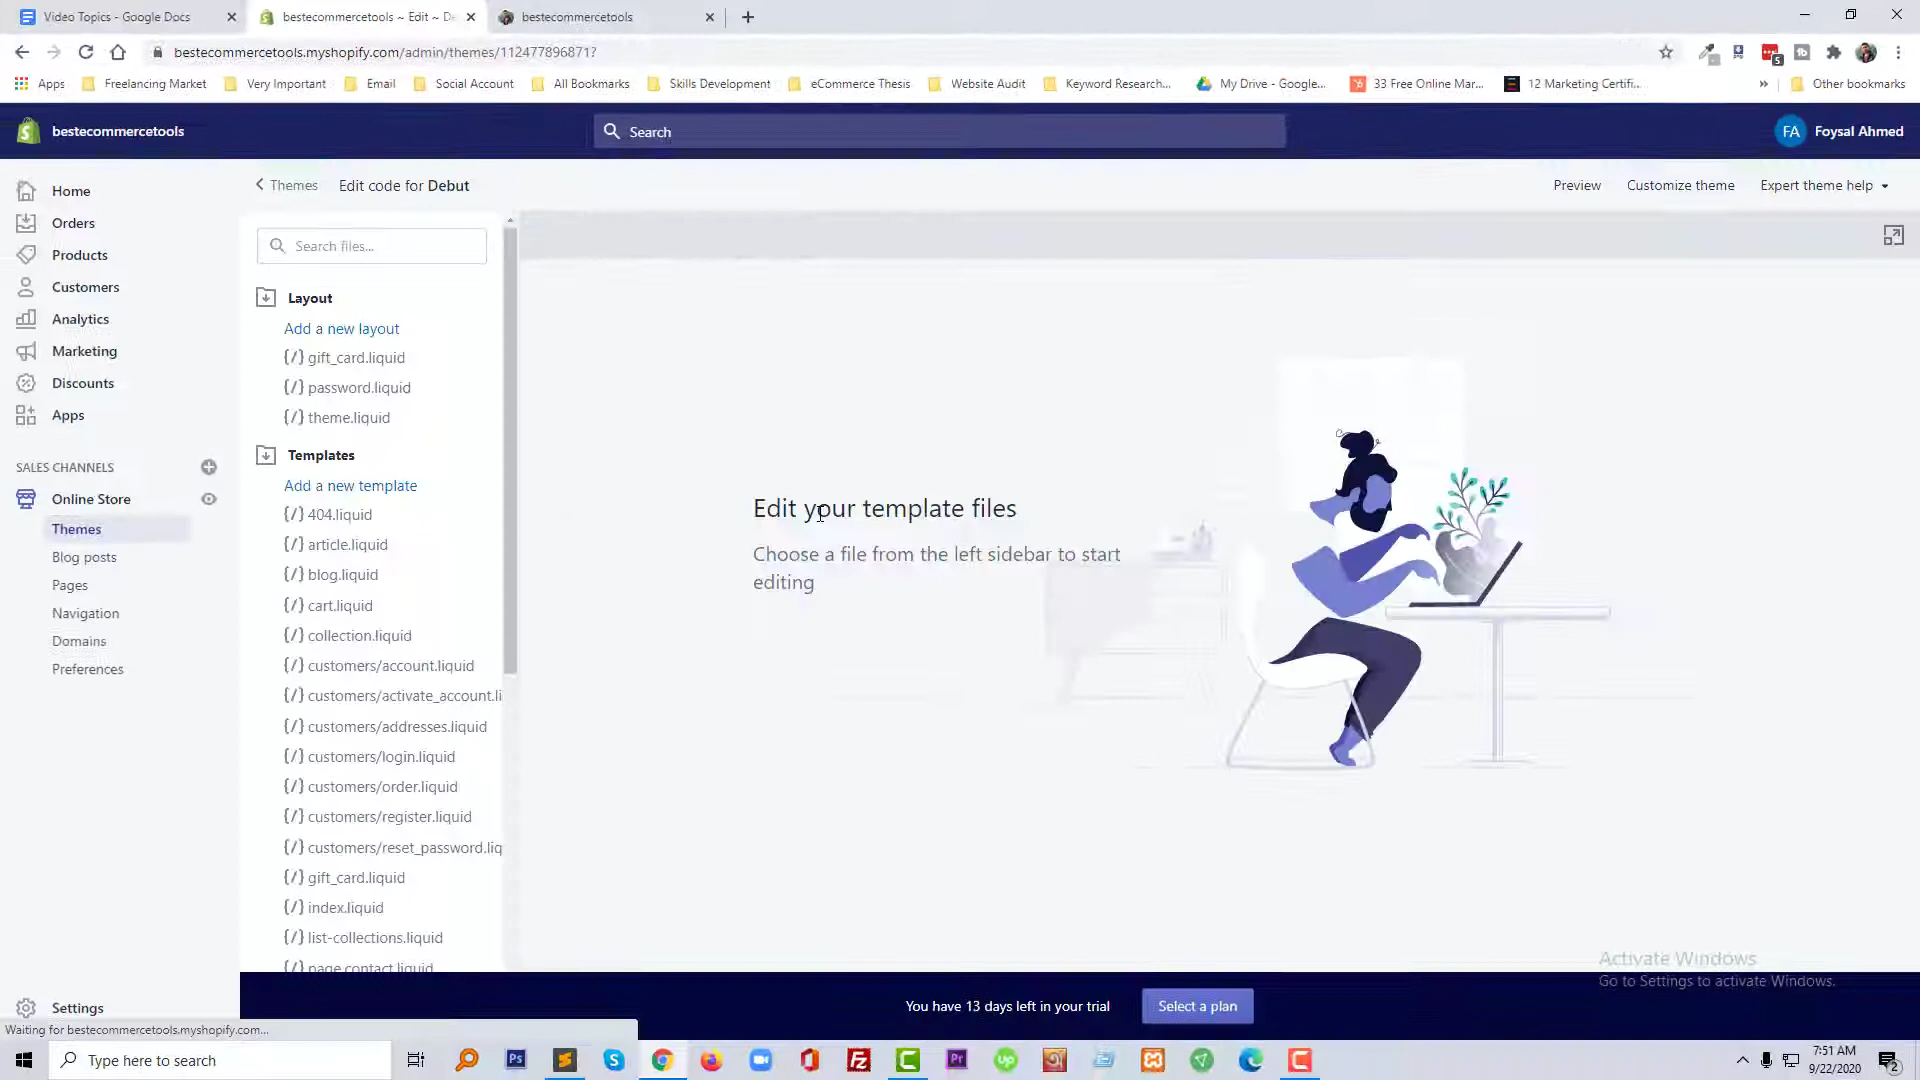 Video Topics - Google Docs
bestecommercetools ~ Edit ~ De
bestecommercetools
bestecommercetools.myshopify.com/admin/themes/112477896871?
5
Apps
Freelancing Market
Very Important
Email
Social Account
All Bookmarks
Skills Development
eCommerce Thesis
Website Audit
Keyword Research...
My Drive - Google...
33 Free Online Mar...
12 Marketing Certifi...
Other bookmarks
bestecommercetools
Search
FA
Foysal Ahmed
Home
Orders
Products
Customers
Analytics
Marketing
Discounts
Apps
SALES CHANNELS
Online Store
Themes
Blog posts
Pages
Navigation
Domains
Preferences
Settings
Themes
Edit code for Debut
Preview
Customize theme
Expert theme help
Search files...
Layout
Add a new layout
{/} gift_card.liquid
{/} password.liquid
{/} theme.liquid
Templates
Add a new template
{/} 404.liquid
{/} article.liquid
{/} blog.liquid
{/} cart.liquid
{/} collection.liquid
{/} customers/account.liquid
{/} customers/activate_account.li
{/} customers/addresses.liquid
{/} customers/login.liquid
{/} customers/order.liquid
{/} customers/register.liquid
{/} customers/reset_password.liq
{/} gift_card.liquid
{/} index.liquid
{/} list-collections.liquid
{/} page.contact.liquid
Edit your template files
Choose a file from the left sidebar to start
editing
Activate Windows
Go to Settings to activate Windows.
You have 13 days left in your trial
Select a plan
Waiting for bestecommercetools.myshopify.com...
Type here to search
Ps
S
Fz
Pr
up
7:51 AM
9/22/2020
2